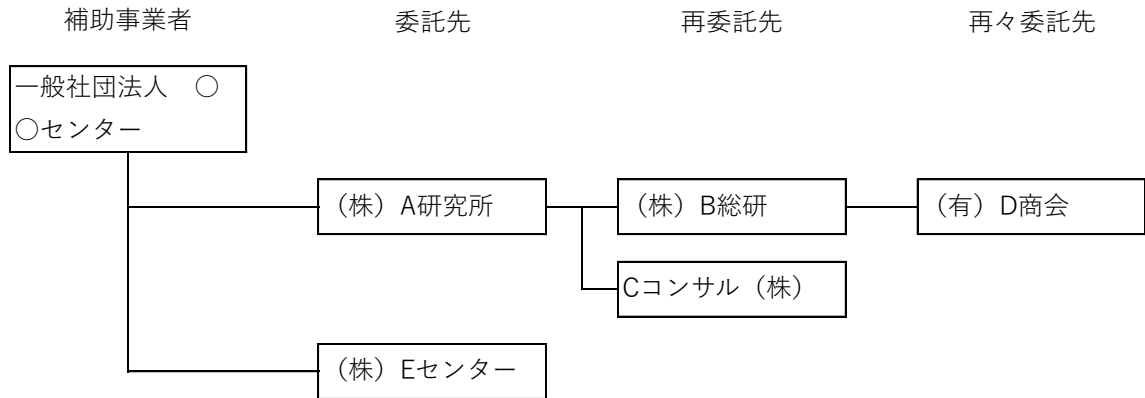 補助事業者 委託先 再委託先 再々委託先
一般社団法人　○
○センター
（株）A研究所 （株）B総研 （有）D商会
Cコンサル（株）
（株）Eセンター